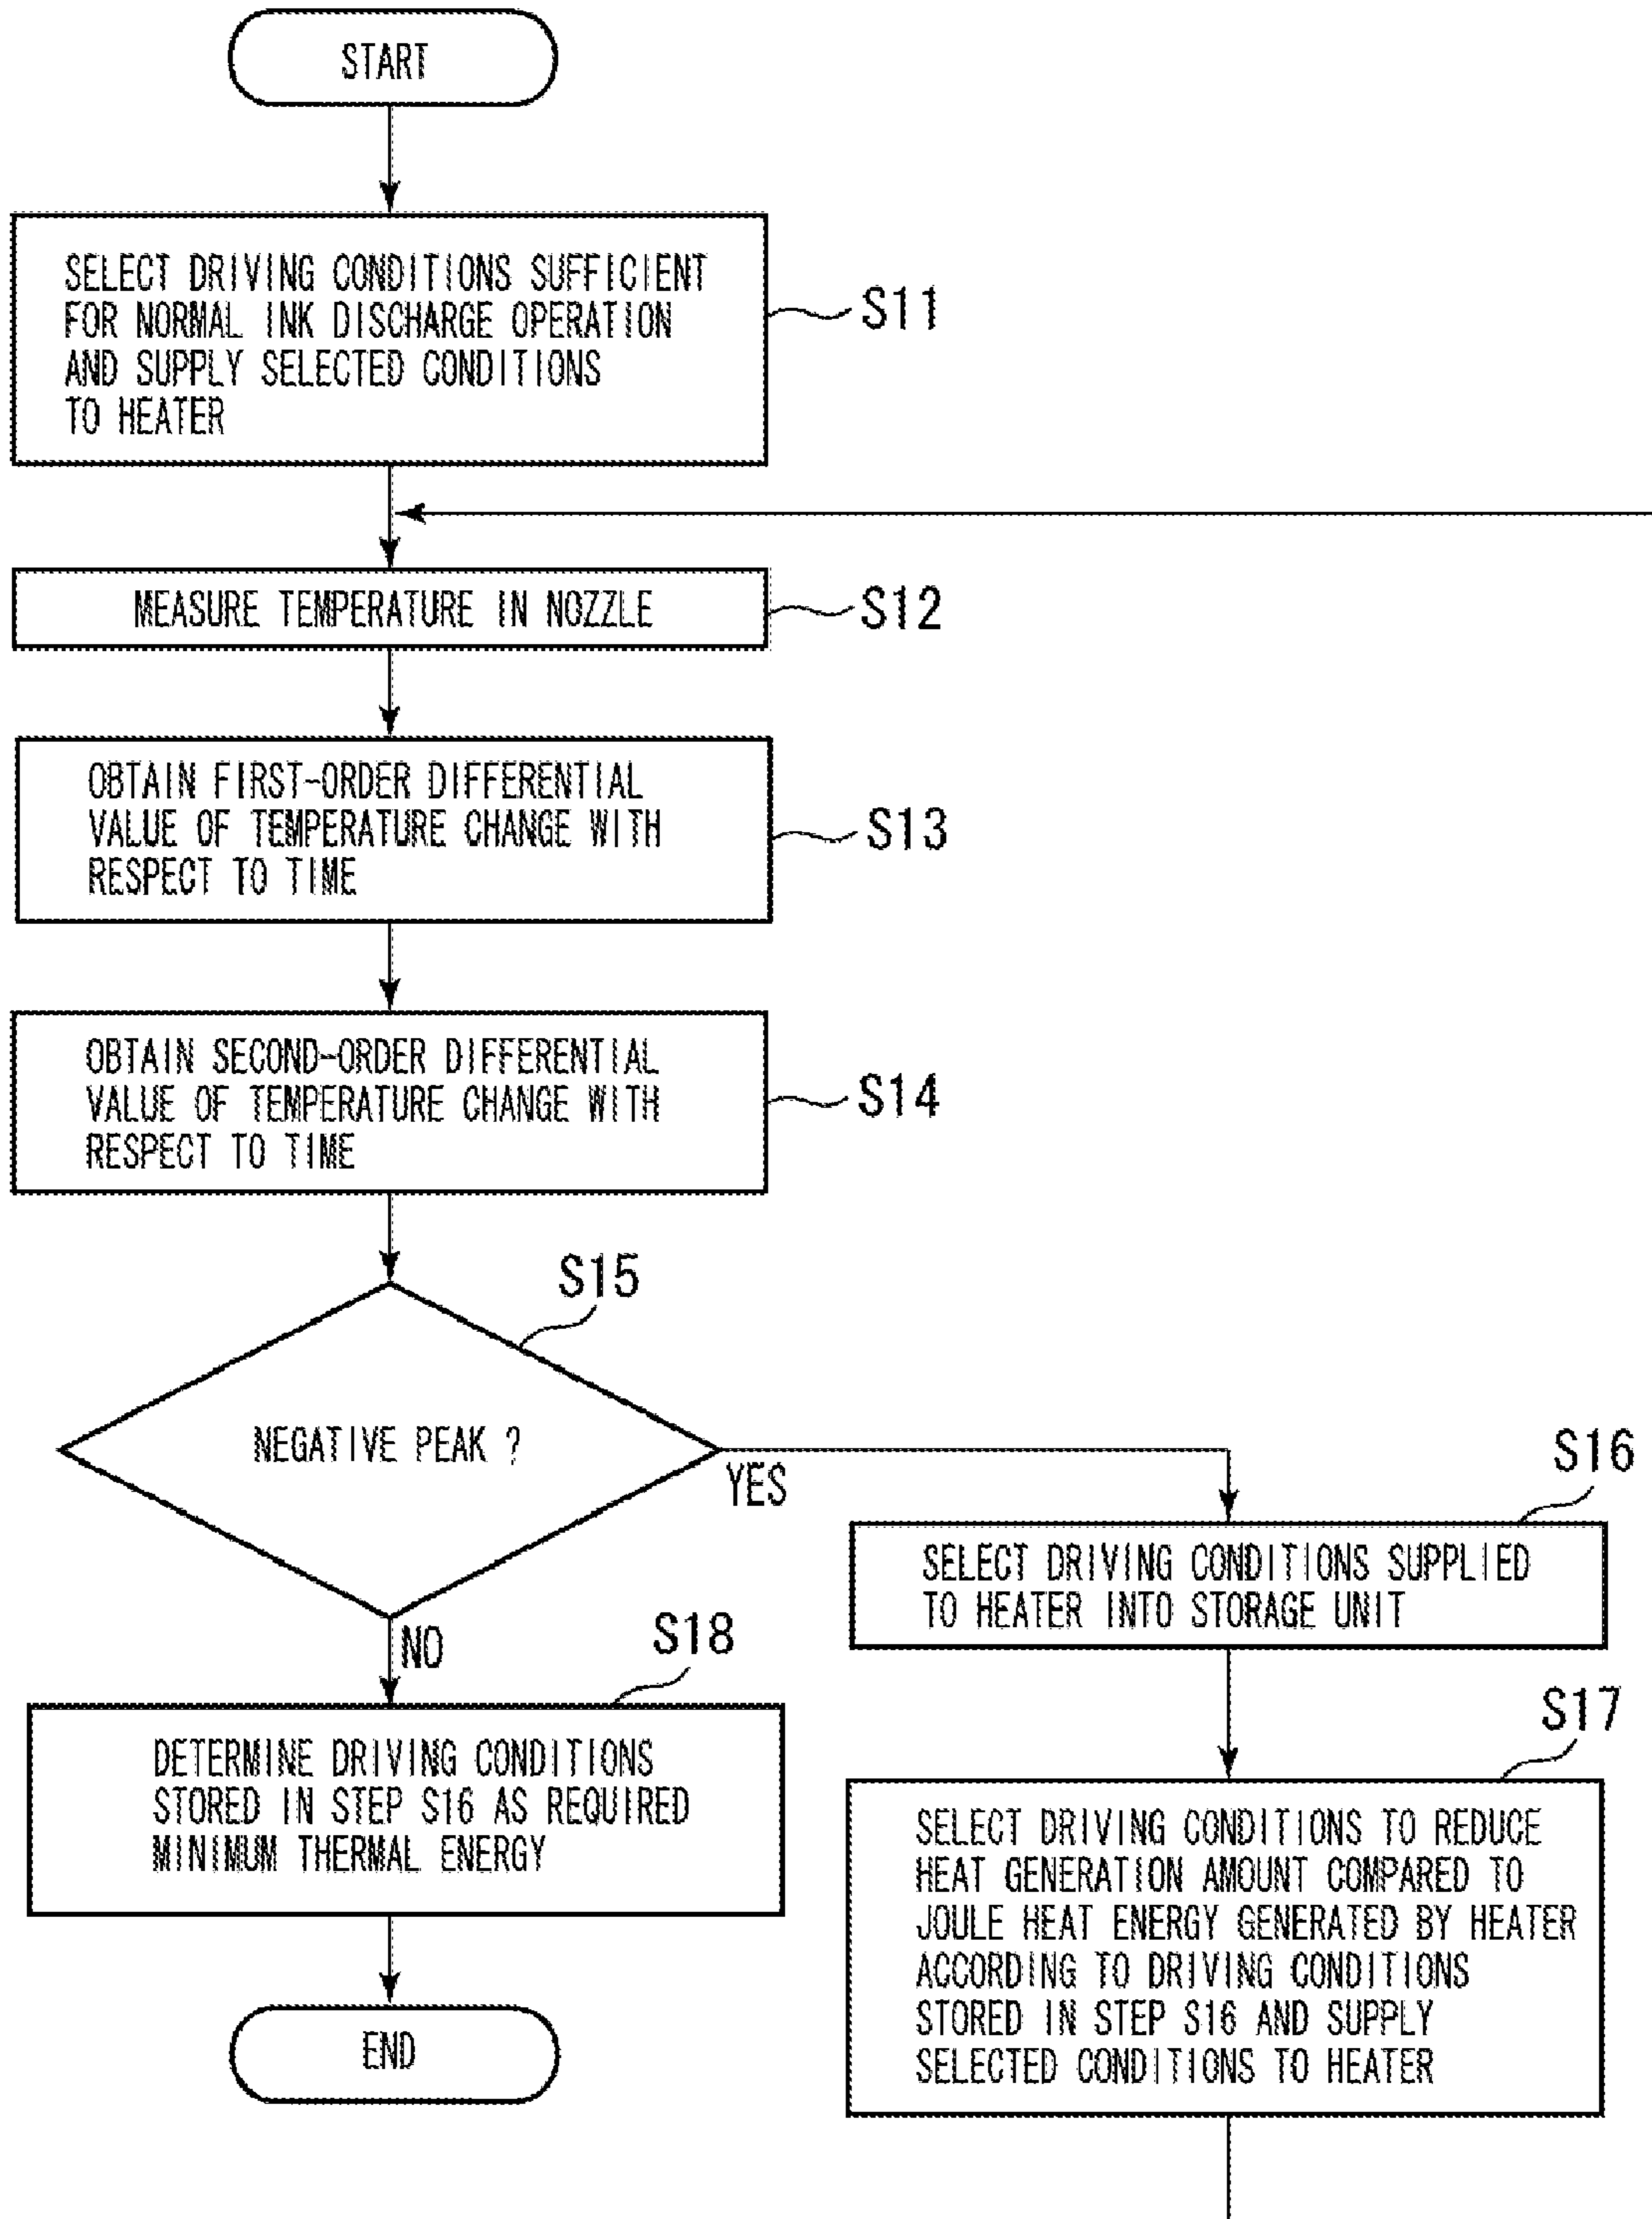 START
SELECT DRIVING CONDITIONS SUFFICIENT
FOR NORMAL INK DISCHARGE OPERATION
AND SUPPLY SELECTED CONDITIONS
TO HEATER
S11
MEASURE TEMPERATURE IN NOZZLE
S12
OBTAIN FIRST-ORDER DIFFERENTIAL
VALUE OF TEMPERATURE CHANGE WITH
RESPECT TO TIME
S13
OBTAIN SECOND-ORDER DIFFERENTIAL
VALUE OF TEMPERATURE CHANGE WITH
RESPECT TO TIME
S14
S15
NEGATIVE PEAK ?
YES
NO
S16
SELECT DRIVING CONDITIONS SUPPLIED
TO HEATER INTO STORAGE UNIT
S17
SELECT DRIVING CONDITIONS TO REDUCE
HEAT GENERATION AMOUNT COMPARED TO
JOULE HEAT ENERGY GENERATED BY HEATER
ACCORDING TO DRIVING CONDITIONS
STORED IN STEP S16 AND SUPPLY
SELECTED CONDITIONS TO HEATER
S18
DETERMINE DRIVING CONDITIONS
STORED IN STEP S16 AS REQUIRED
MINIMUM THERMAL ENERGY
END